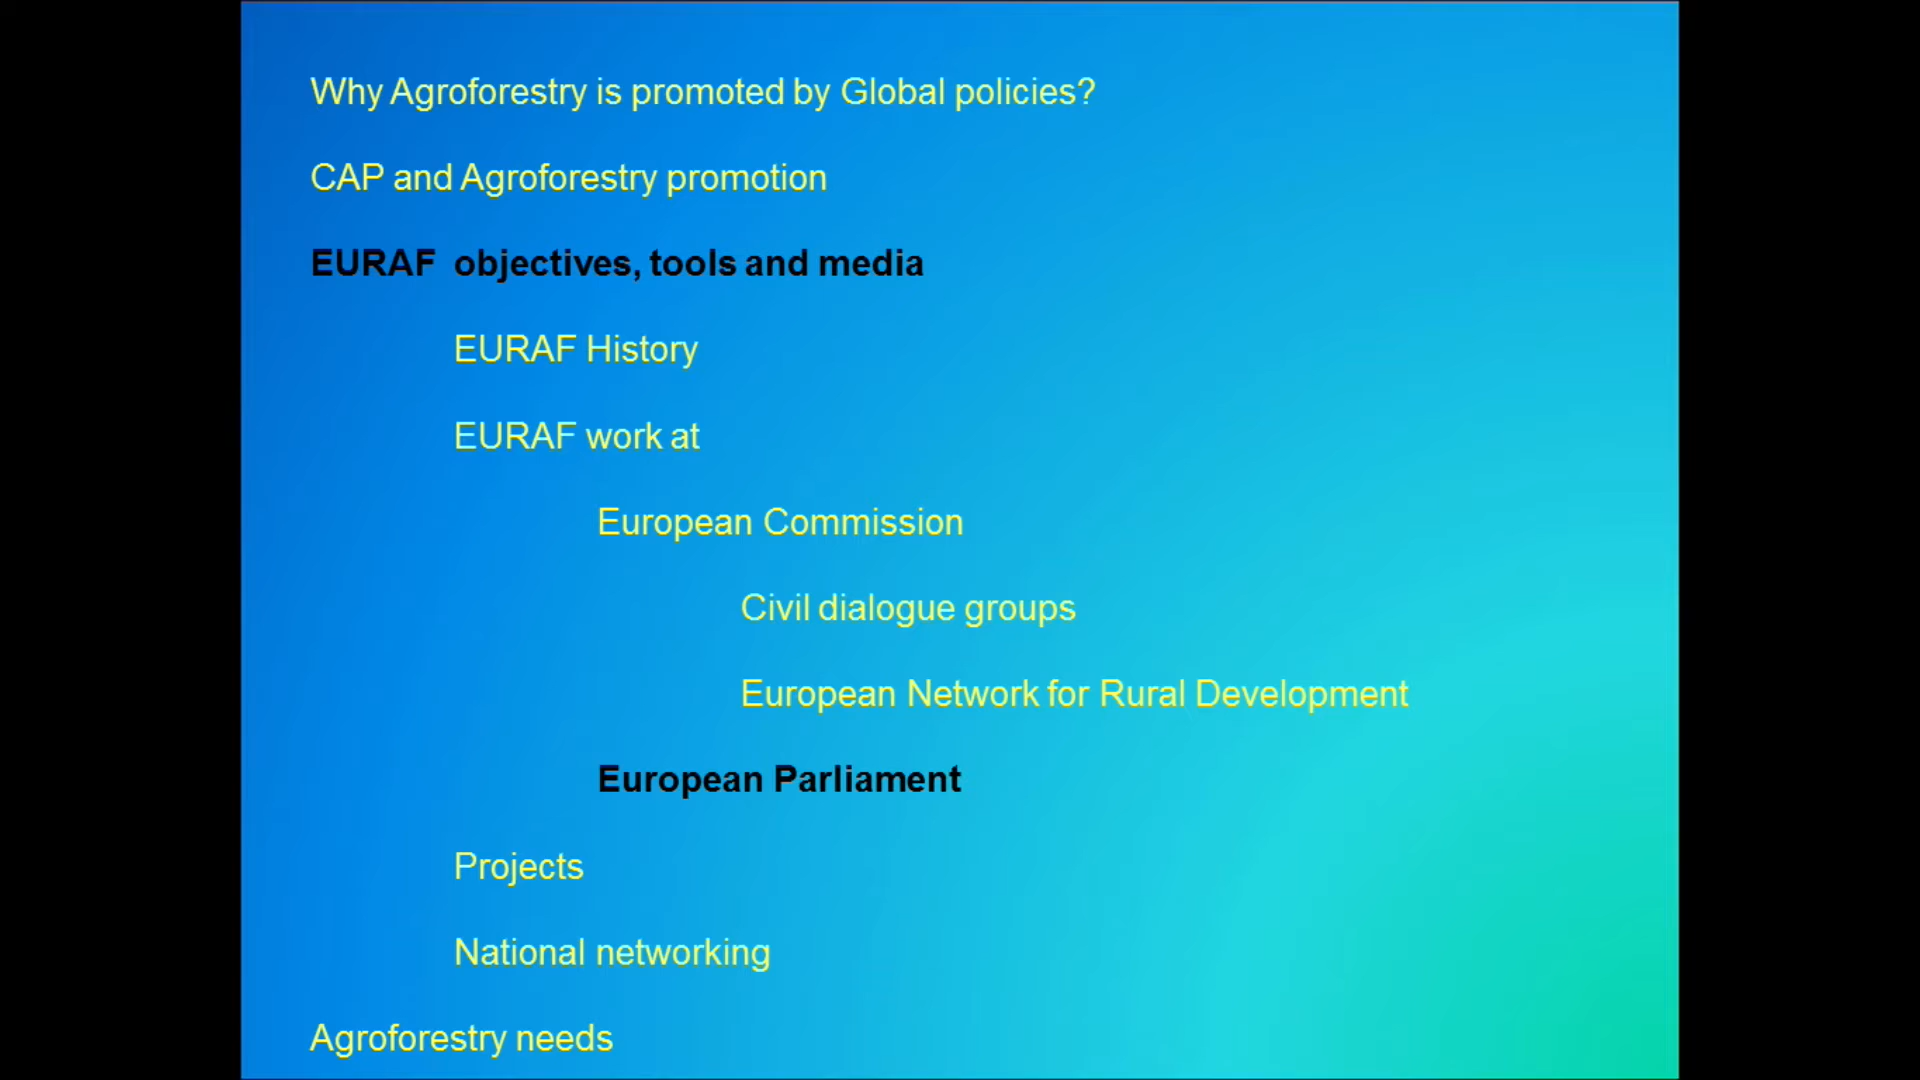 Why Agroforestry is promoted by Global policies?
CAP and Agroforestry promotion
EURAF objectives, tools and media
EURAF History
EURAF work at
European Commission
Civil dialogue groups
European Network for Rural Development
European Parliament
Projects
National networking
Agroforestry needs